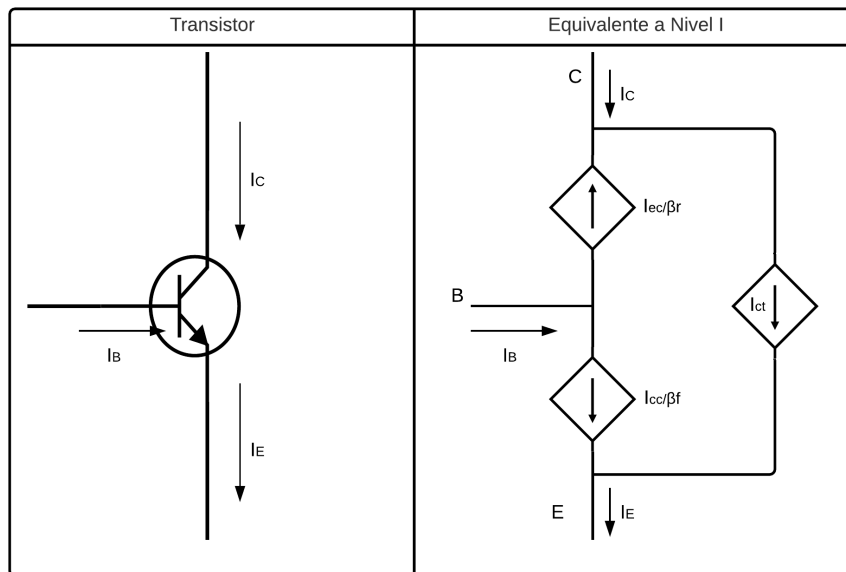 Transistor
Equivalente a Nivel I
C
IC
IC
Iec/βr
B
Ict
IB
IB
Icc/βf
IE
E
IE